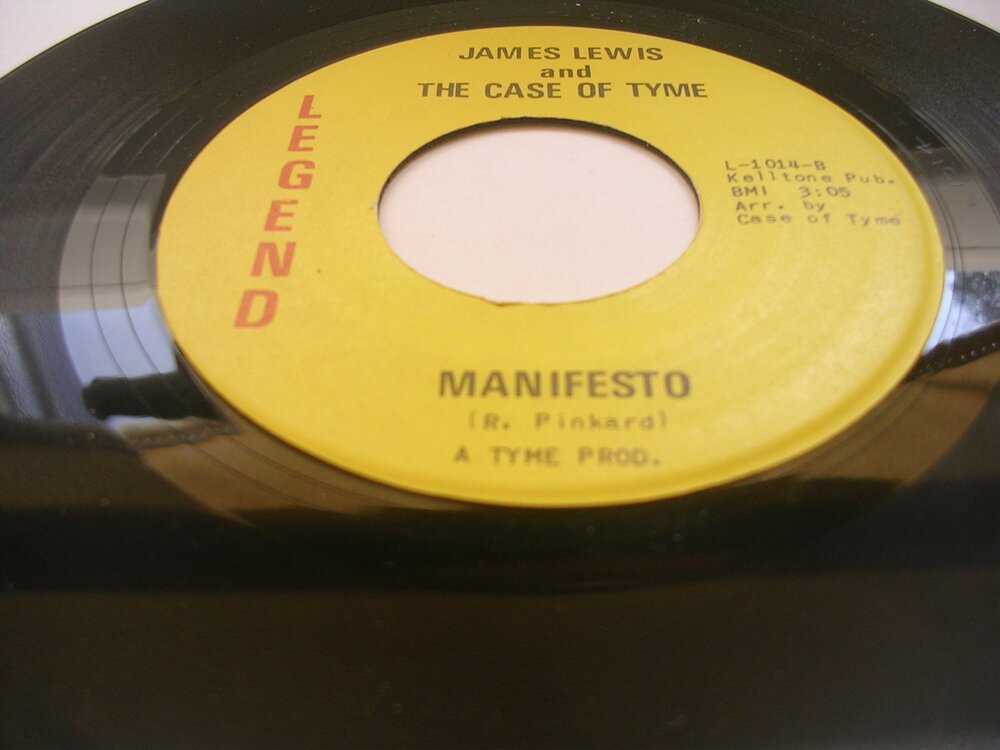 JAMES LEWIS
and
THE CASE OF TYME
LEGEND
L-1014-B
Kelltone Pub.
BMI 3:05
Arr. by
Case of Tyme
MANIFESTO
(R. Pinkard)
A TYME PROD.